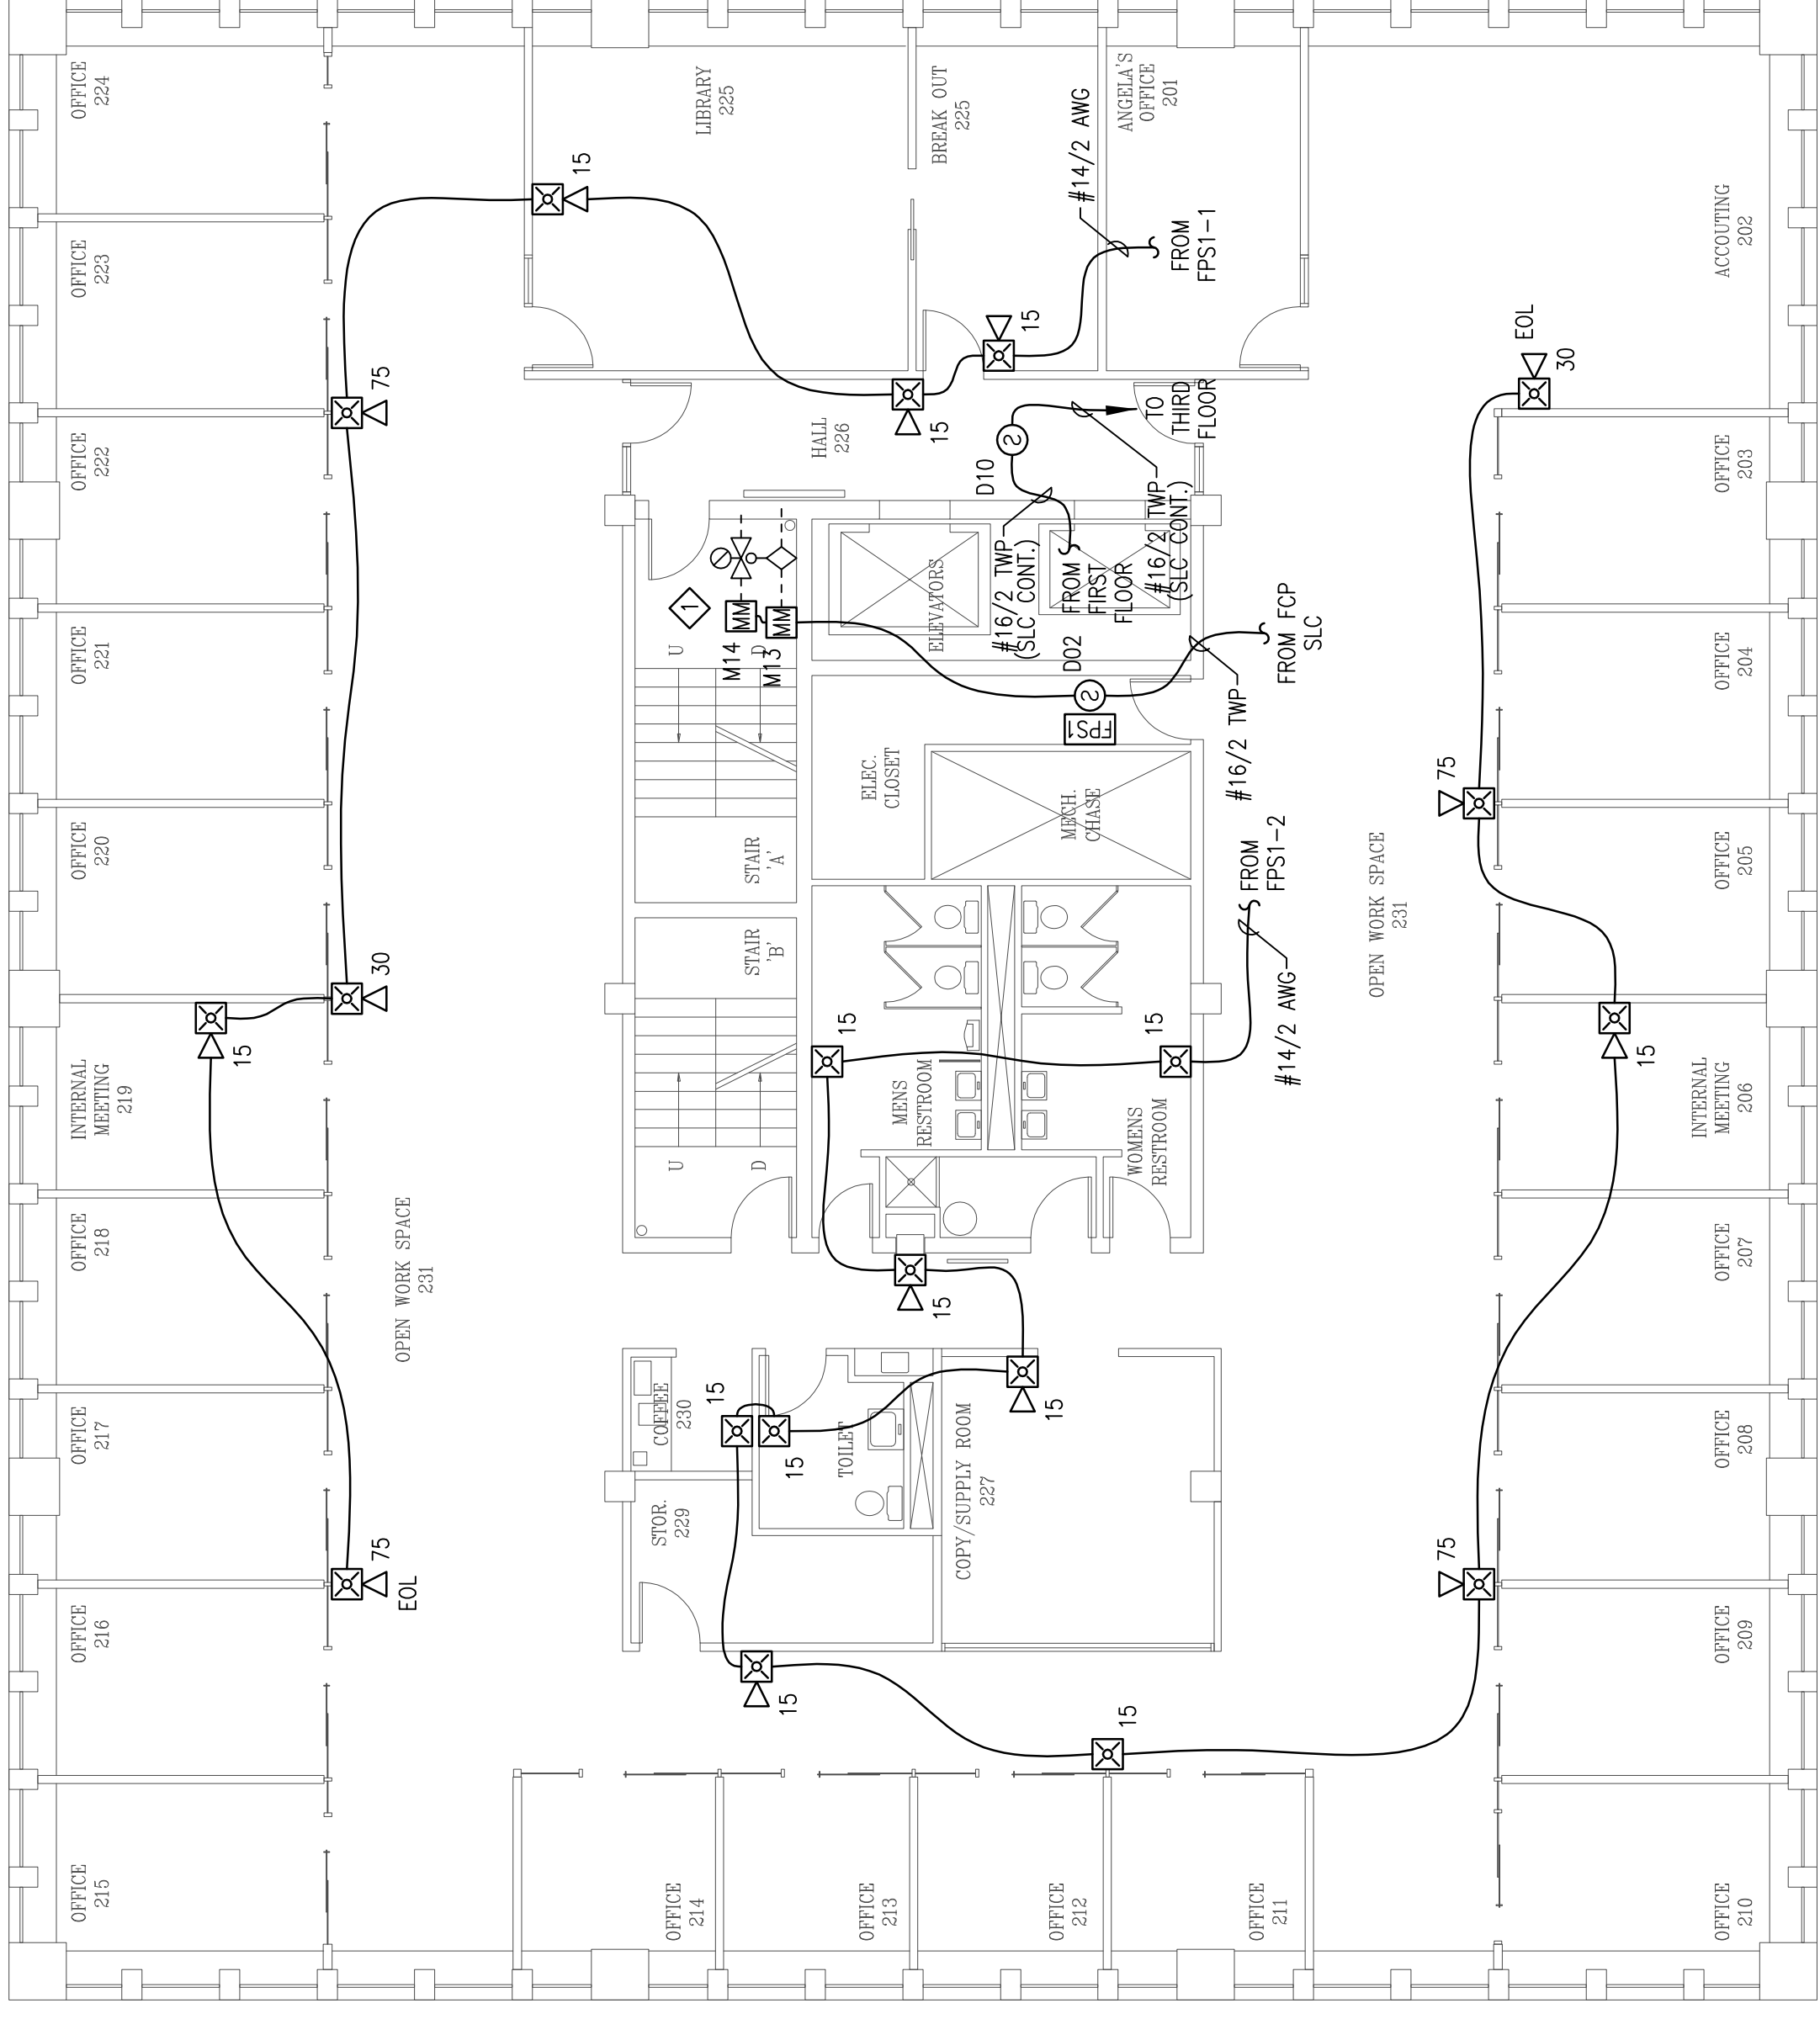 OFFICE
224
OFFICE
223
OFFICE
222
OFFICE
221
OFFICE
220
INTERNAL
MEETING
219
OFFICE
218
OFFICE
217
OFFICE
216
OFFICE
215
LIBRARY
225
BREAK OUT
225
ANGELA'S
OFFICE
201
ACCOUTING
202
15
75
30
15
75
EOL
OPEN WORK SPACE
231
15
15
#14/2 AWG
FROM
FPS1-1
HALL
226
D10
TO
THIRD
FLOOR
#16/2 TWP
(SLC CONT.)
FROM
FIRST
FLOOR
#16/2 TWP
(SLC CONT.)
ELEVATORS
1
MM
MM
M14
M13
U
D
D02
S
S
FPS1
FROM FCP
SLC
#16/2 TWP
ELEC.
CLOSET
MECH.
CHASE
STAIR
'A'
STAIR
'B'
U
D
FROM
FPS1-2
#14/2 AWG
15
15
MENS
RESTROOM
WOMENS
RESTROOM
15
15
15
15
COFFEE
230
TOILET
STOR.
229
COPY/SUPPLY ROOM
227
15
15
OPEN WORK SPACE
231
EOL
30
75
15
75
OFFICE
203
OFFICE
204
OFFICE
205
INTERNAL
MEETING
206
OFFICE
207
OFFICE
208
OFFICE
209
OFFICE
210
OFFICE
214
OFFICE
213
OFFICE
212
OFFICE
211